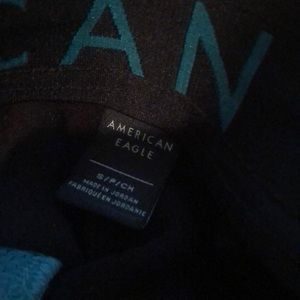 CAN
AMERICAN
EAGLE
S/P/CH
MADE IN JORDAN
FABRIQUÉ EN JORDANIE